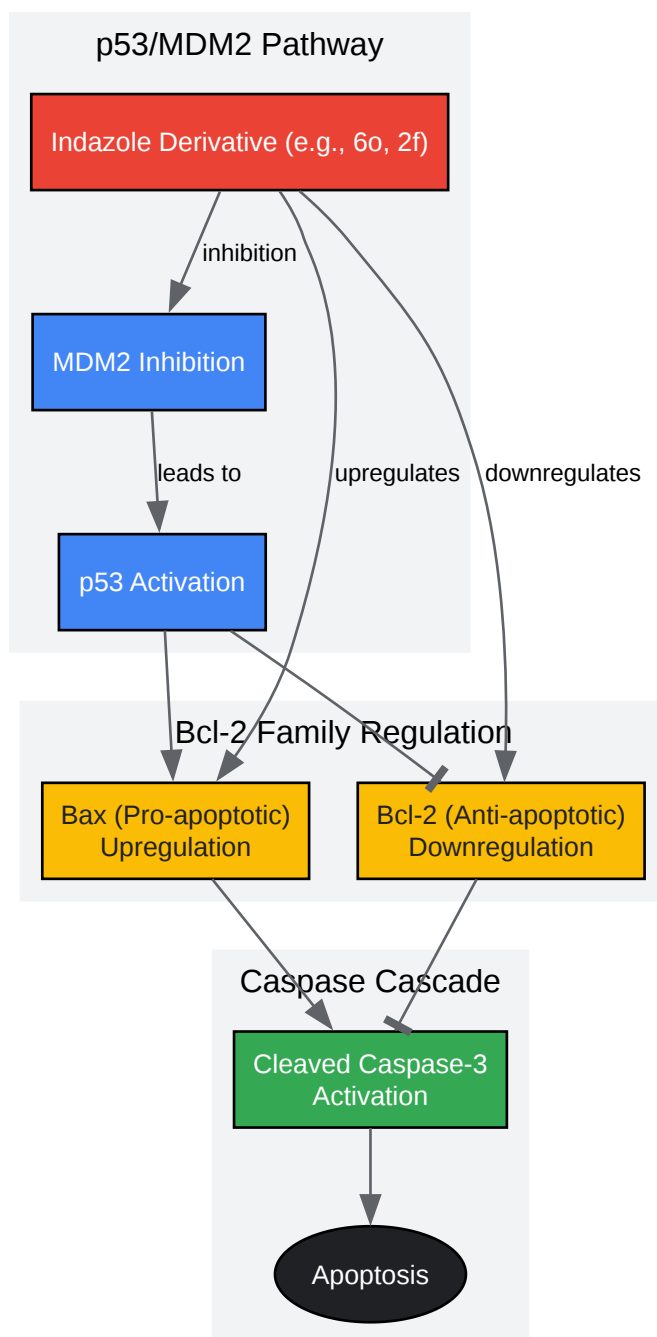 p53/MDM2 Pathway
Indazole Derivative (e.g., 6o, 2f)
inhibition
MDM2 Inhibition
leads to
upregulates
downregulates
p53 Activation
Bcl-2 Family Regulation
Bax (Pro-apoptotic)
Upregulation
Bcl-2 (Anti-apoptotic)
Downregulation
Caspase Cascade
Cleaved Caspase-3
Activation
Apoptosis